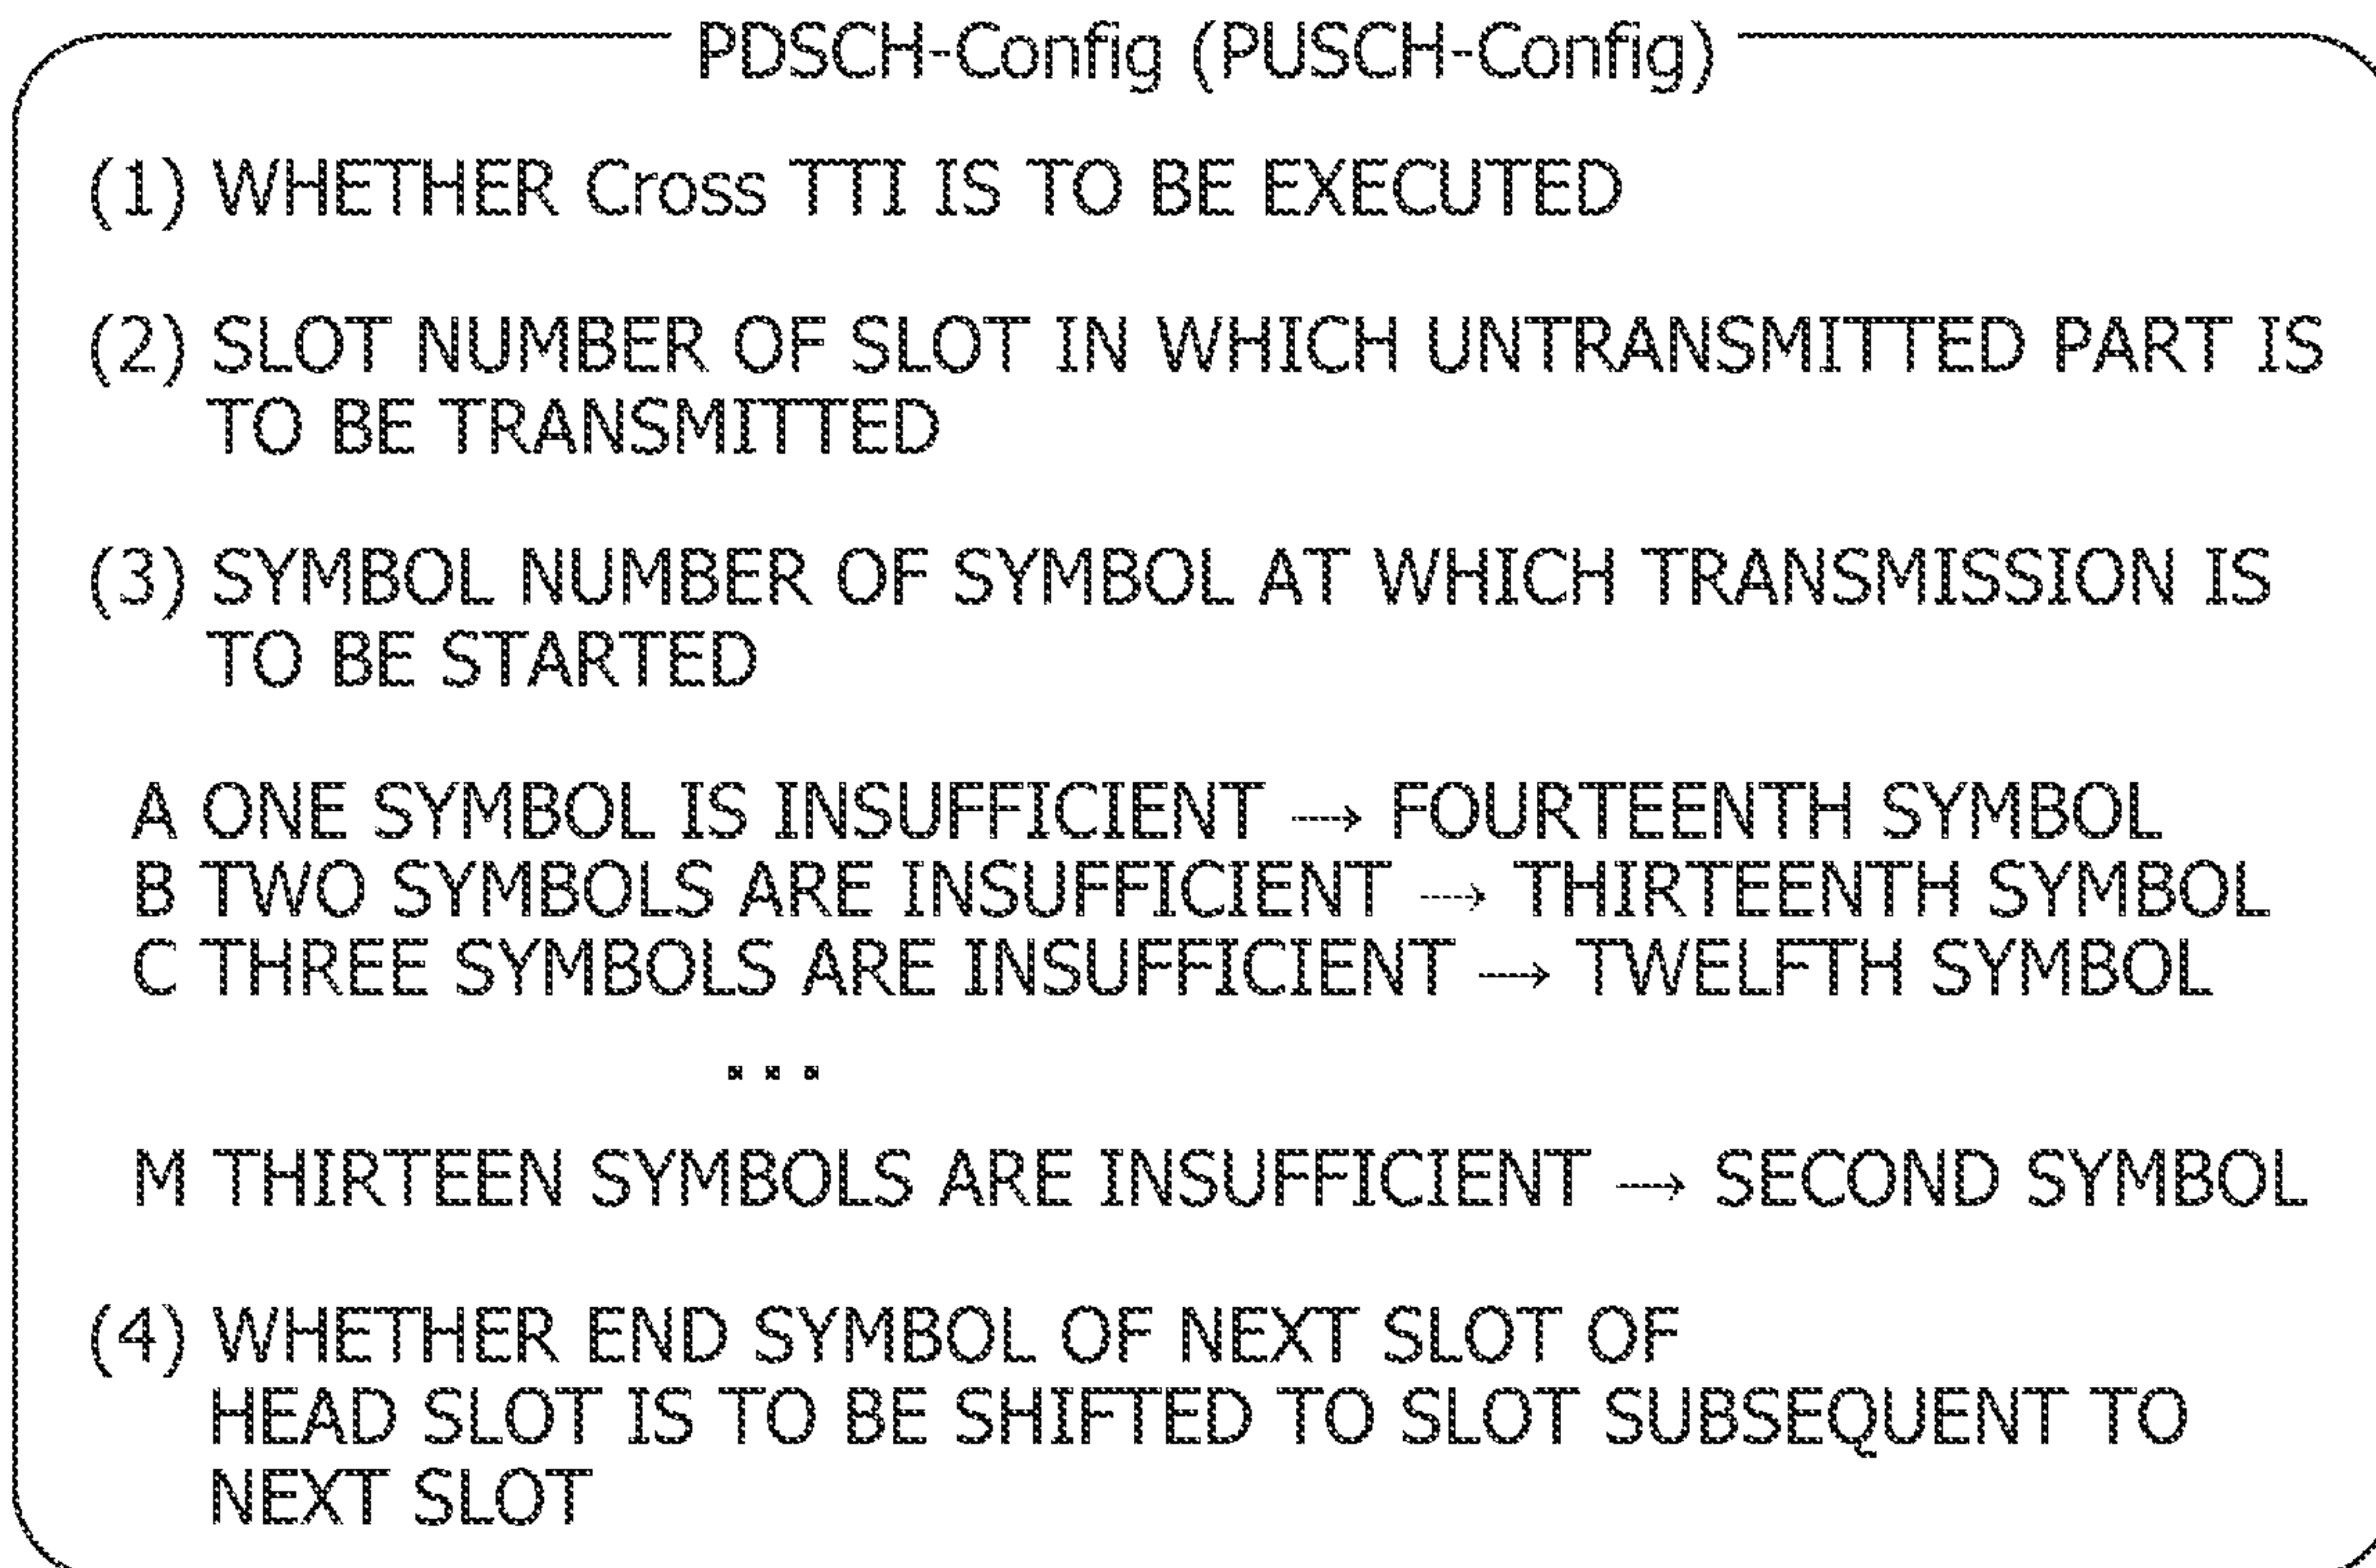 PDSCH-Config (PUSCH-Config)
(1) WHETHER Cross TTI IS TO BE EXECUTED
(2) SLOT NUMBER OF SLOT IN WHICH UNTRANSMITTED PART IS
TO BE TRANSMITTED
(3) SYMBOL NUMBER OF SYMBOL AT WHICH TRANSMISSION IS
TO BE STARTED
A ONE SYMBOL IS INSUFFICIENT → FOURTEENTH SYMBOL
B TWO SYMBOLS ARE INSUFFICIENT → THIRTEENTH SYMBOL
C THREE SYMBOLS ARE INSUFFICIENT → TWELFTH SYMBOL
...
M THIRTEEN SYMBOLS ARE INSUFFICIENT → SECOND SYMBOL
(4) WHETHER END SYMBOL OF NEXT SLOT OF
HEAD SLOT IS TO BE SHIFTED TO SLOT SUBSEQUENT TO
NEXT SLOT